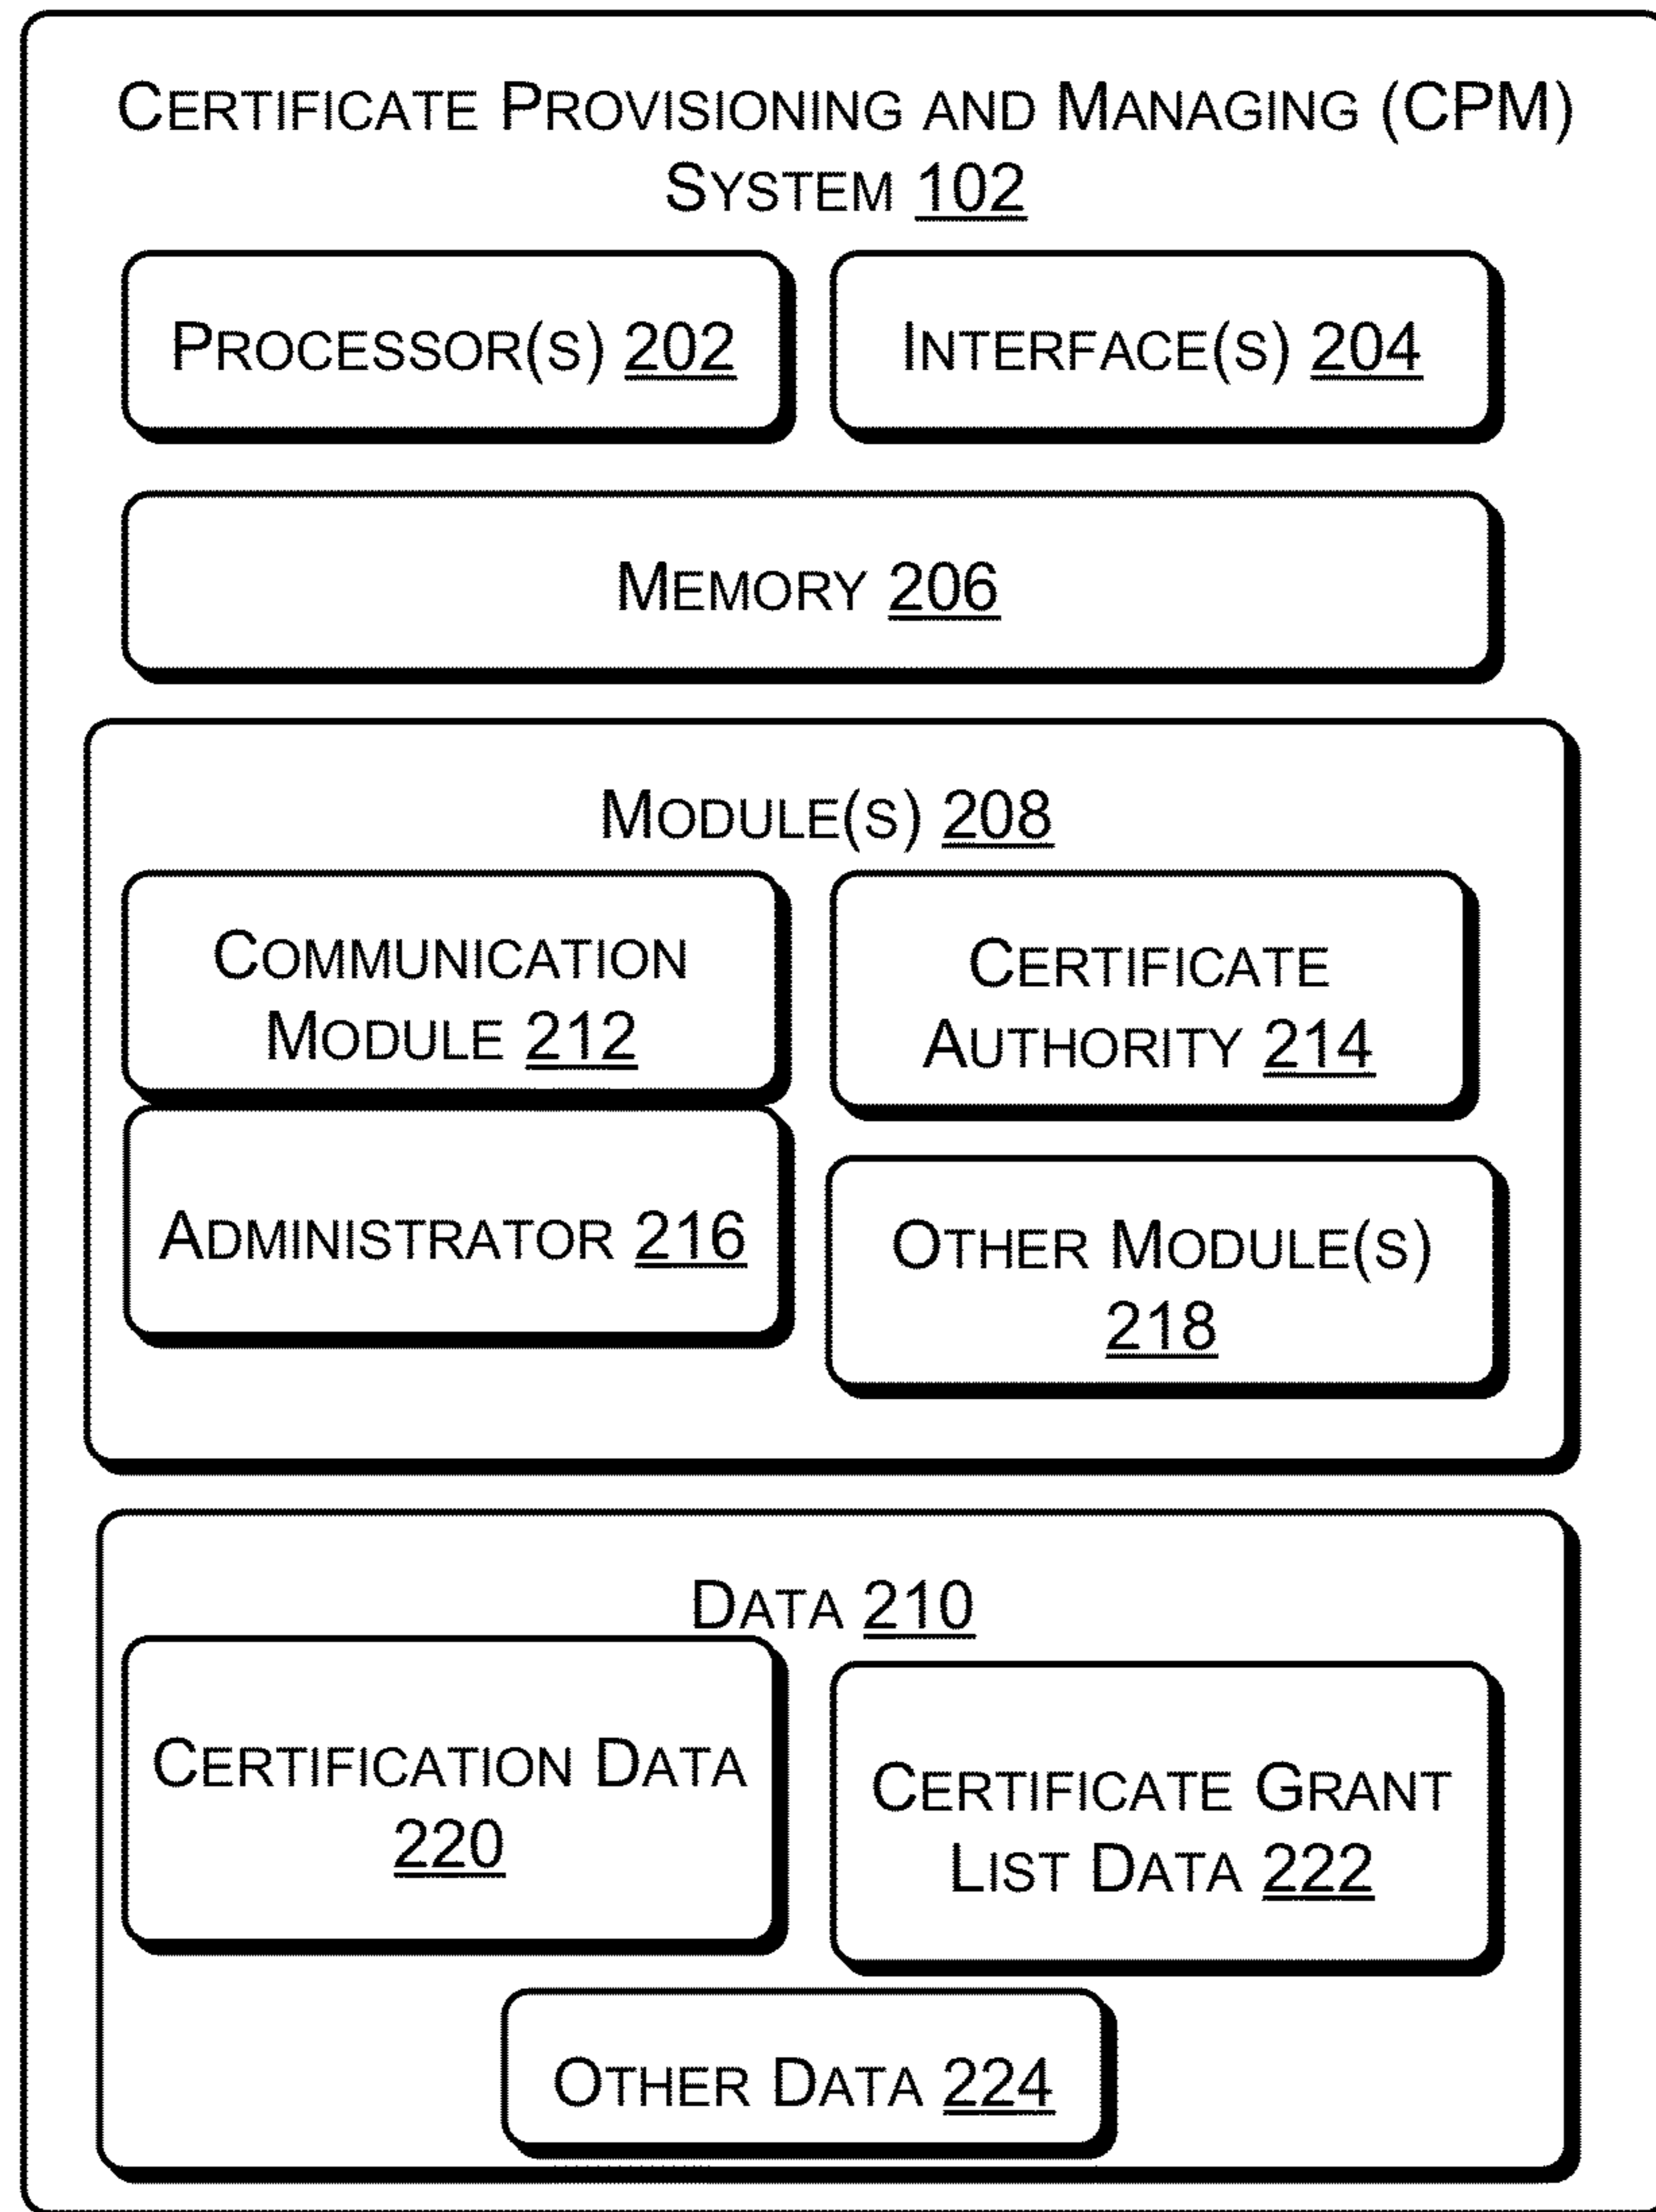 CERTIFICATE PROVISIONING AND MANAGING (CPM)
SYSTEM 102
PROCESSOR(S) 202
INTERFACE(S) 204
MEMORY 206
MODULE(S) 208
COMMUNICATION
MODULE 212
CERTIFICATE
AUTHORITY 214
ADMINISTRATOR 216
OTHER MODULE(S)
218
DATA 210
CERTIFICATION DATA
220
CERTIFICATE GRANT
LIST DATA 222
OTHER DATA 224